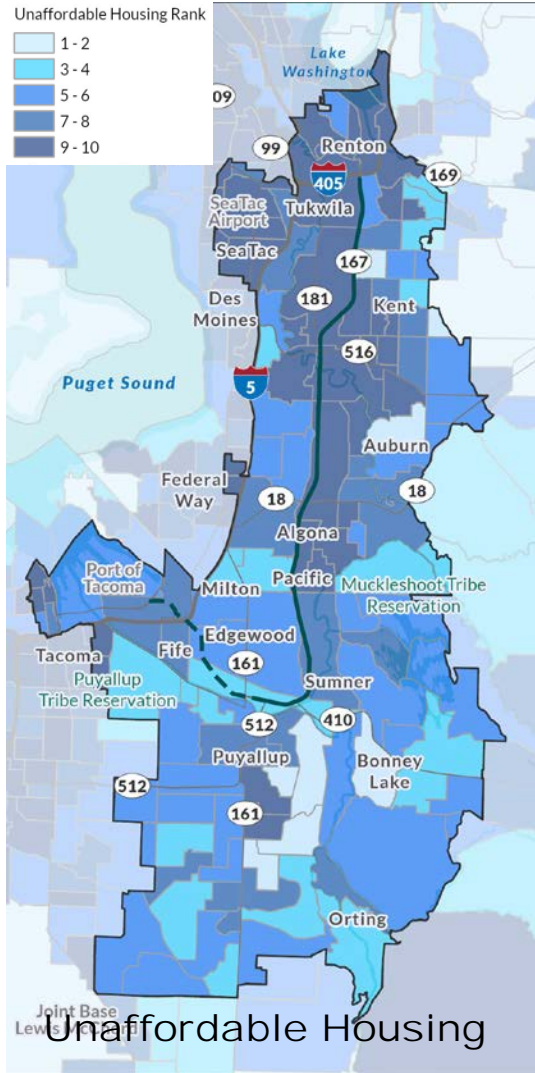 Unaffordable Housing Rank
1 - 2
3 - 4
5 - 6
7 - 8
9 - 10
Lake
Washington
09
99
Renton
169
405
SeaTac
Airport
Tukwila
SeaTac
167
Des
Moines
181
Kent
516
Puget Sound
5
Auburn
Federal
Way
18
18
Algona
Port of
Tacoma
Milton
Pacific
Muckleshoot Tribe
Reservation
Tacoma
Fife
Edgewood
161
Puyallup
Tribe Reservation
Sumner
512
410
Puyallup
Bonney
Lake
512
161
Orting
Joint Base
Lewis McChord
Unaffordable Housing